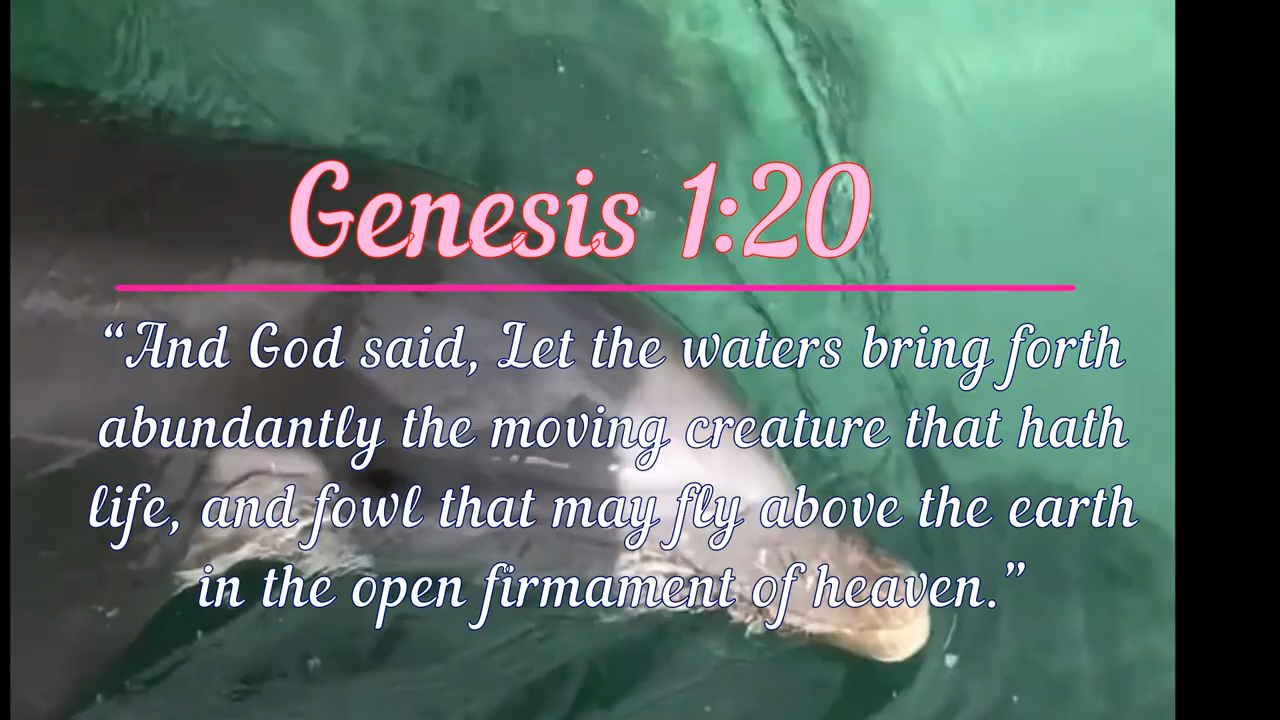 Genesis 1:20
“And God said, Let the waters bring forth
abundantly the moving creature that hath
life, and fowl that may fly above the earth
in the open firmament of heaven.”